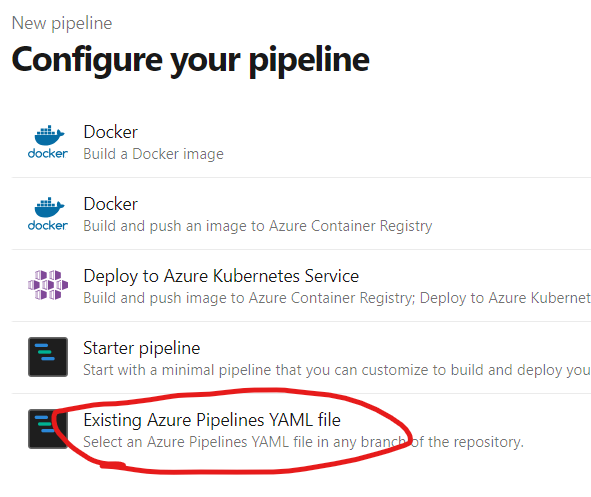 New pipeline
Configure your pipeline
docker
Docker
Build a Docker image
docker
Docker
Build and push an image to Azure Container Registry
Deploy to Azure Kubernetes Service
Build and push image to Azure Container Registry; Deploy to Azure Kubernet
Starter pipeline
Start with a minimal pipeline that you can customize to build and deploy you
Existing Azure Pipelines YAML file
Select an Azure Pipelines YAML file in any branch of the repository.